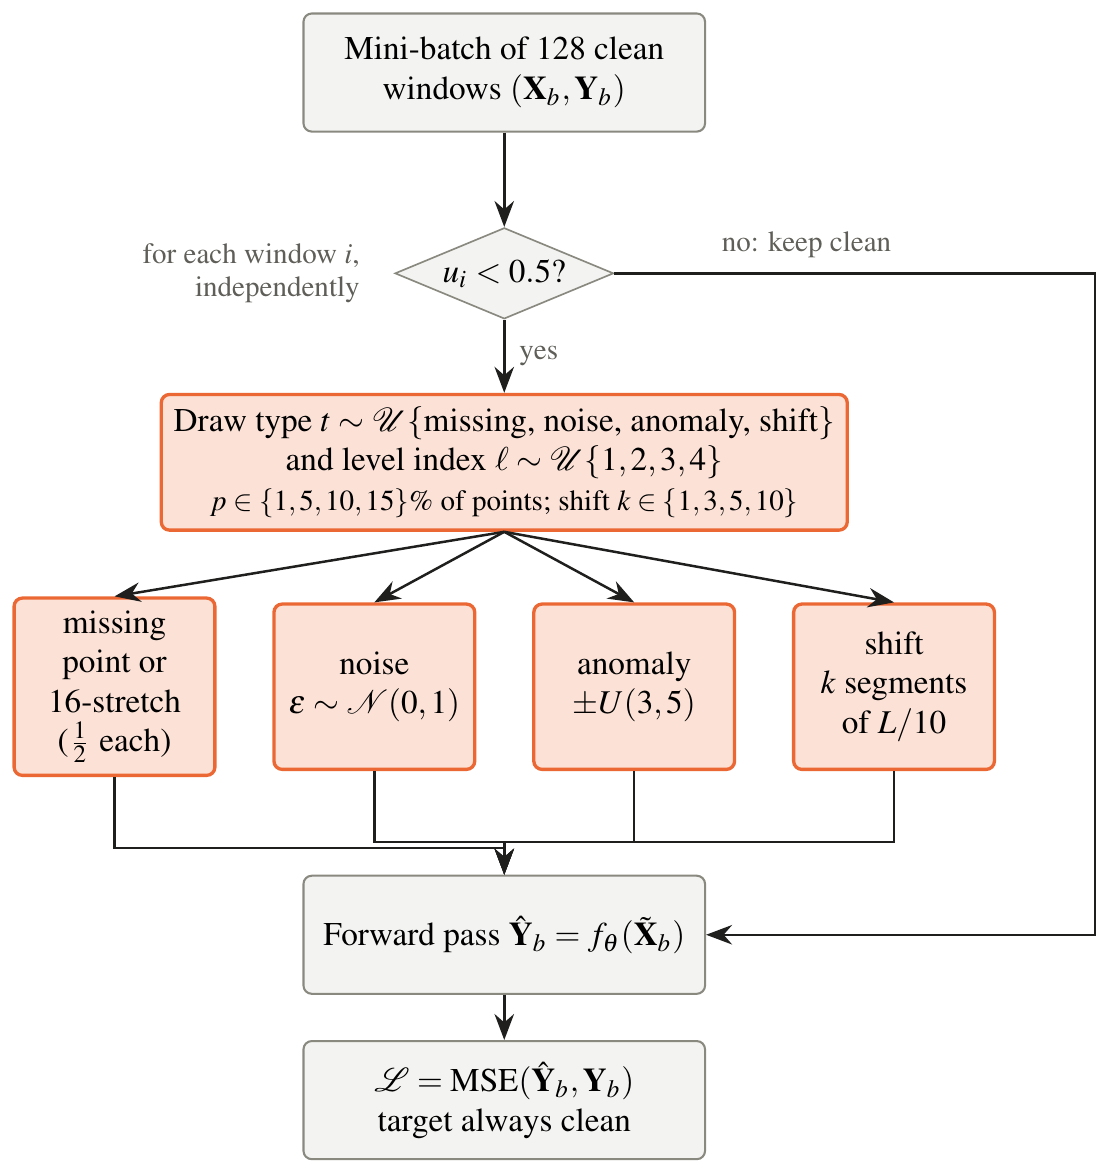 Mini-batch of 128 clean
windows (𝐗_b, 𝐘_b)
for each window i,
independently
u_i < 0.5?
no: keep clean
yes
Draw type t ∼ 𝒰 {missing, noise, anomaly, shift}
and level index ℓ ∼ 𝒰 {1, 2, 3, 4}
p ∈ {1, 5, 10, 15}% of points; shift k ∈ {1, 3, 5, 10}
missing
point or
16-stretch
(1/2 each)
noise
ε ∼ 𝒩 (0, 1)
anomaly
±U(3, 5)
shift
k segments
of L/10
Forward pass 𝐘̂_b = f_θ(𝐗̃_b)
ℒ = MSE(𝐘̂_b, 𝐘_b)
target always clean